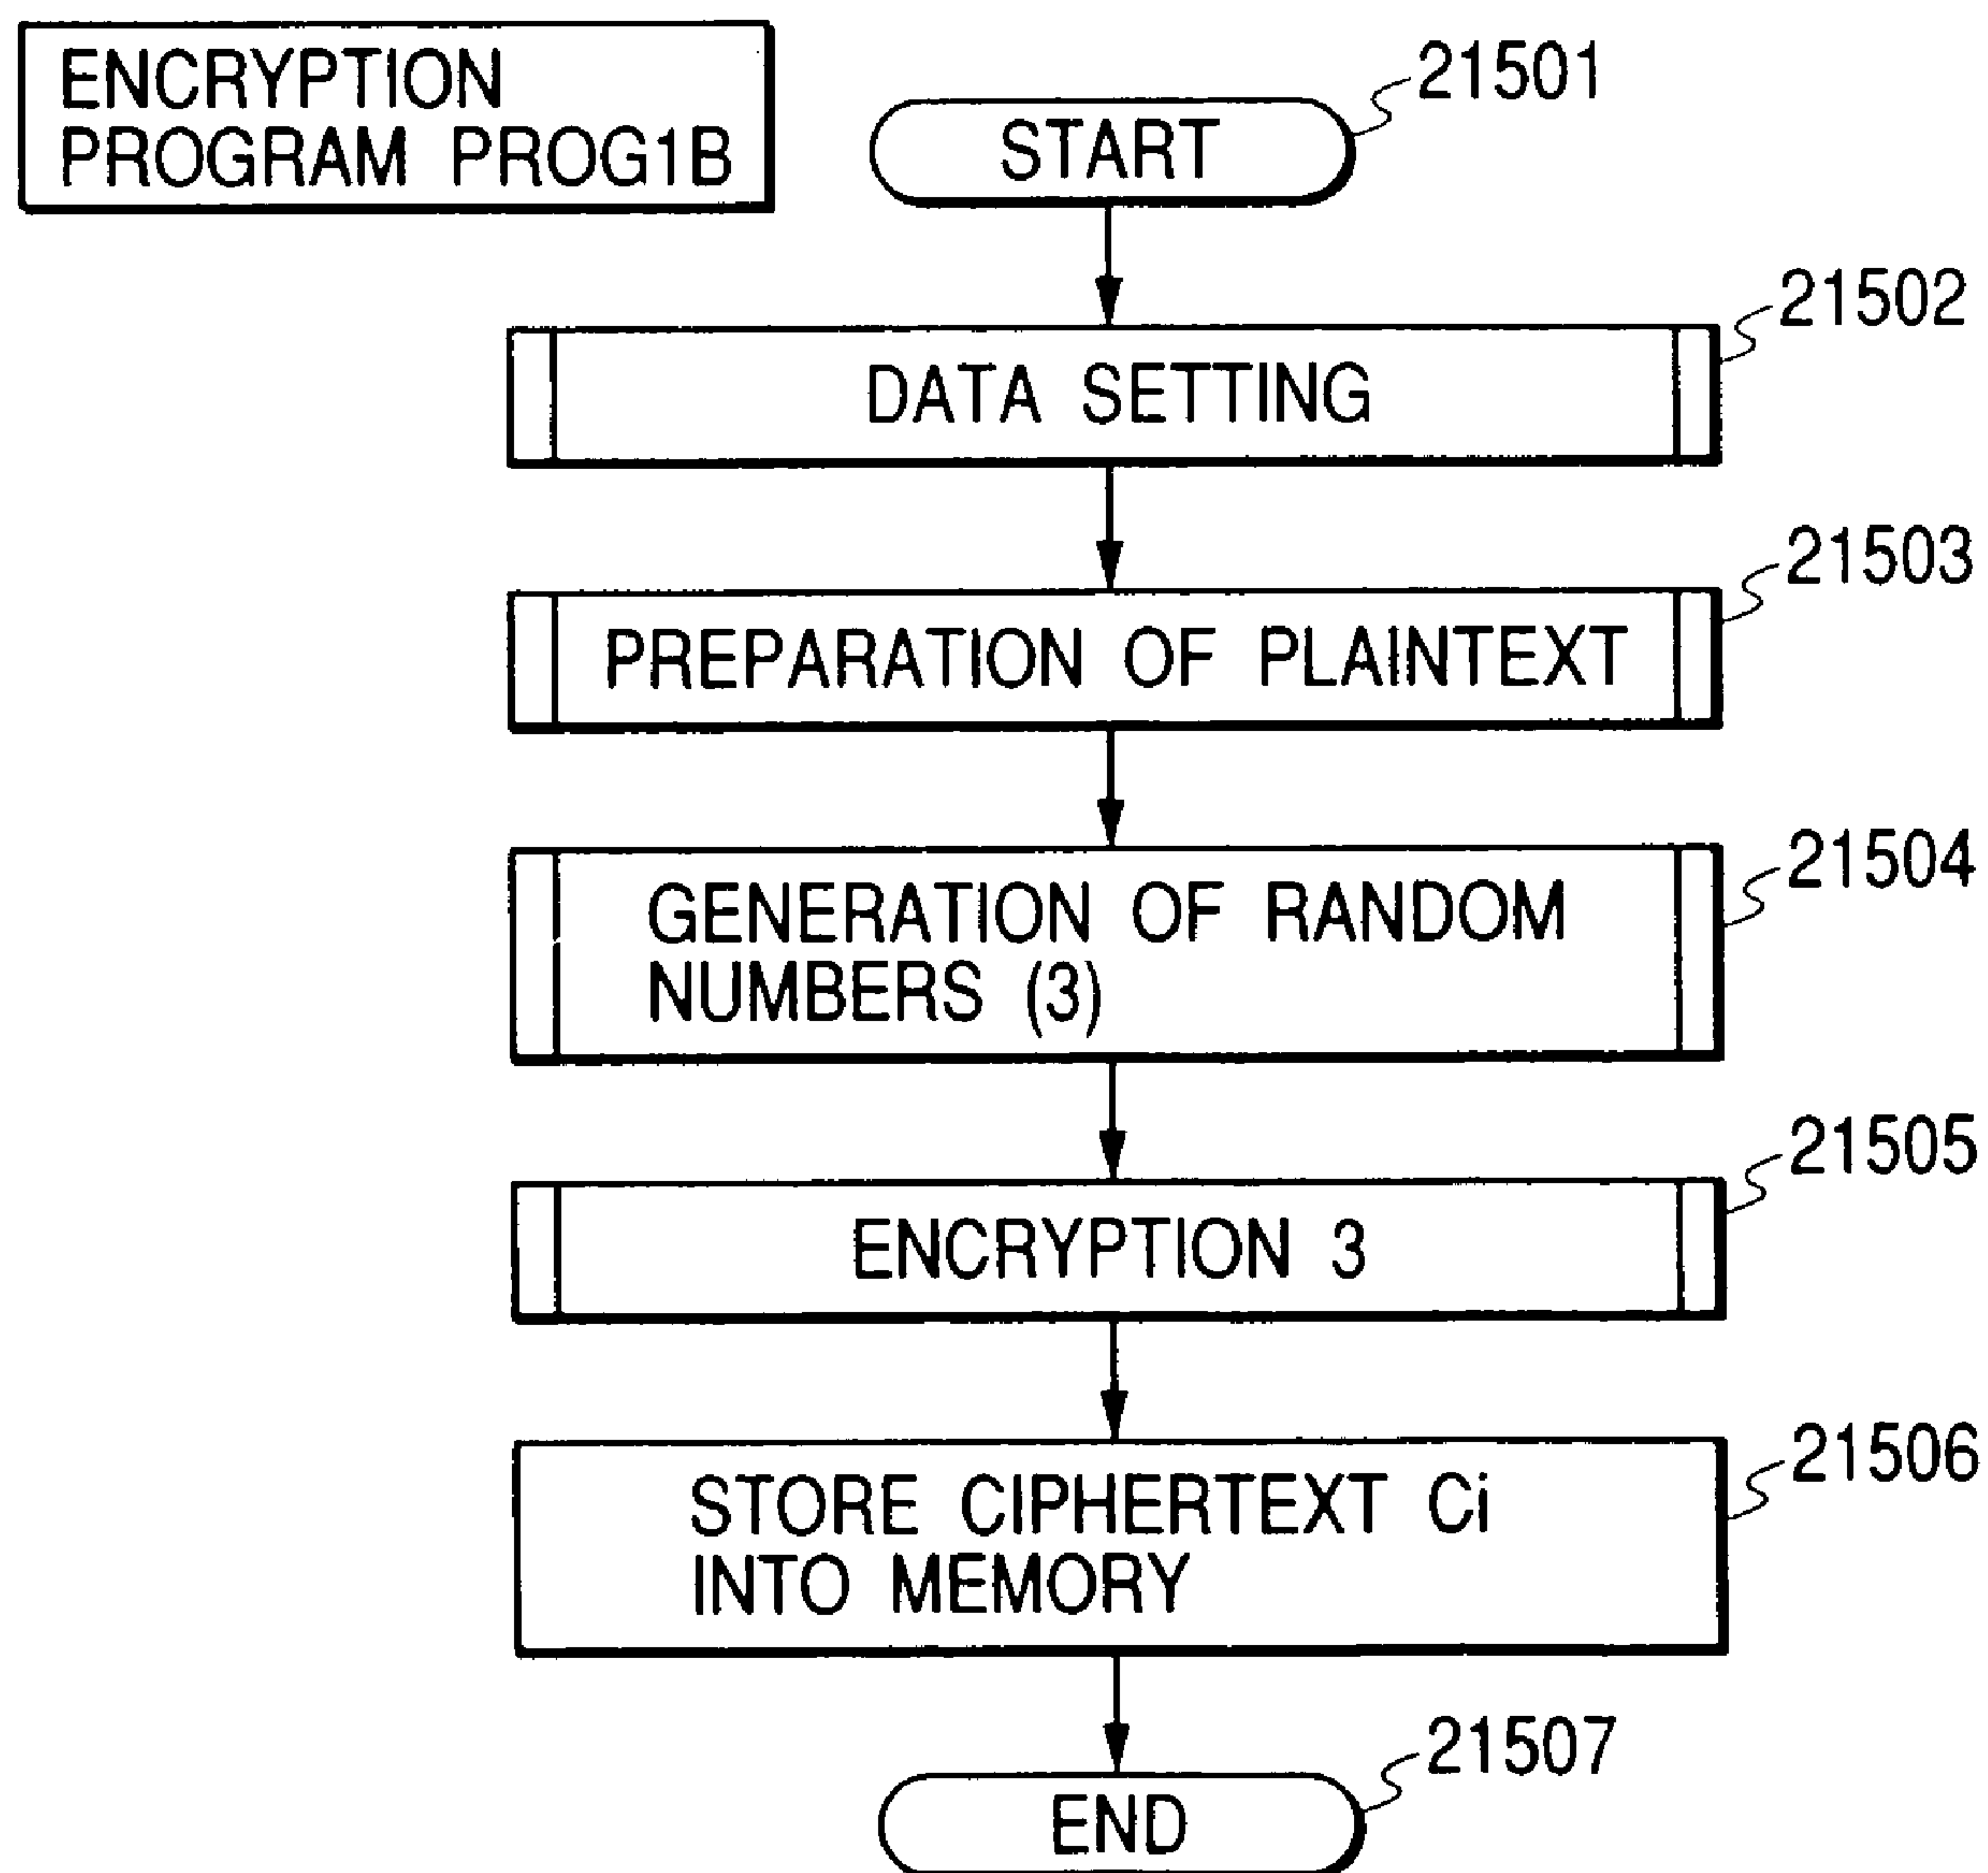 ENCRYPTION
PROGRAM PROG1B
21501
START
21502
DATA SETTING
21503
PREPARATION OF PLAINTEXT
21504
GENERATION OF RANDOM
NUMBERS (3)
21505
ENCRYPTION 3
21506
STORE CIPHERTEXT Ci
INTO MEMORY
21507
END